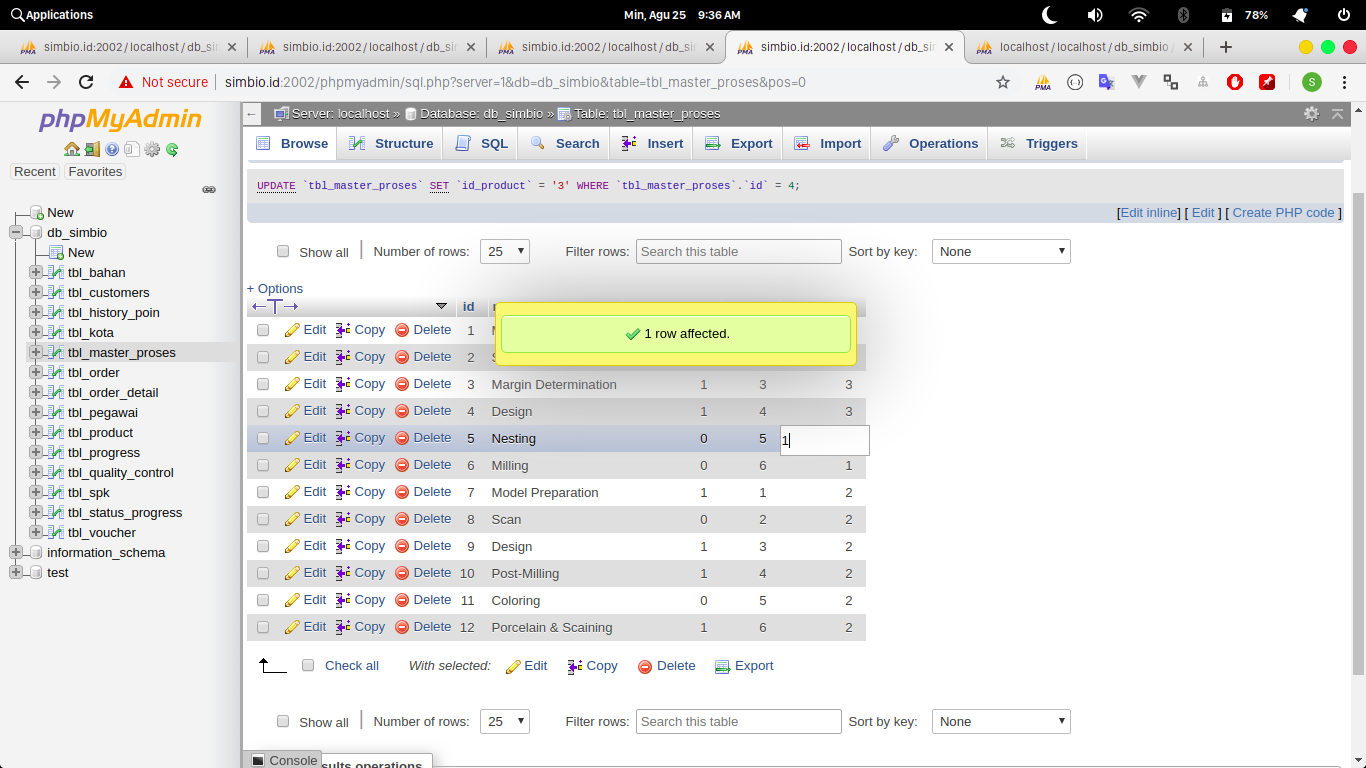 Applications
Min, Agu 25 9:36 AM
78%
simbio.id:2002 / localhost / db_si
simbio.id:2002 / localhost / db_si
simbio.id:2002 / localhost / db_si
simbio.id:2002 / localhost / db_si
localhost / localhost / db_simbio
Not secure
simbio.id:2002/phpmyadmin/sql.php?server=1&db=db_simbio&table=tbl_master_proses&pos=0
S
phpMyAdmin
Recent
Favorites
New
db_simbio
New
tbl_bahan
tbl_customers
tbl_history_poin
tbl_kota
tbl_master_proses
tbl_order
tbl_order_detail
tbl_pegawai
tbl_product
tbl_progress
tbl_quality_control
tbl_spk
tbl_status_progress
tbl_voucher
information_schema
test
Server: localhost » Database: db_simbio » Table: tbl_master_proses
Browse Structure SQL Search Insert Export Import Operations Triggers
UPDATE `tbl_master_proses` SET `id_product` = '3' WHERE `tbl_master_proses`.`id` = 4;
[Edit inline] [ Edit ] [ Create PHP code ]
Show all | Number of rows: 25 Filter rows: Search this table Sort by key: None
+ Options
id
1 row affected.
Edit Copy Delete 1
Edit Copy Delete 2
Edit Copy Delete 3 Margin Determination 1 3 3
Edit Copy Delete 4 Design 1 4 3
Edit Copy Delete 5 Nesting 0 5 1
Edit Copy Delete 6 Milling 0 6 1
Edit Copy Delete 7 Model Preparation 1 1 2
Edit Copy Delete 8 Scan 0 2 2
Edit Copy Delete 9 Design 1 3 2
Edit Copy Delete 10 Post-Milling 1 4 2
Edit Copy Delete 11 Coloring 0 5 2
Edit Copy Delete 12 Porcelain & Scaining 1 6 2
Check all With selected: Edit Copy Delete Export
Show all | Number of rows: 25 Filter rows: Search this table Sort by key: None
Console
sults operations